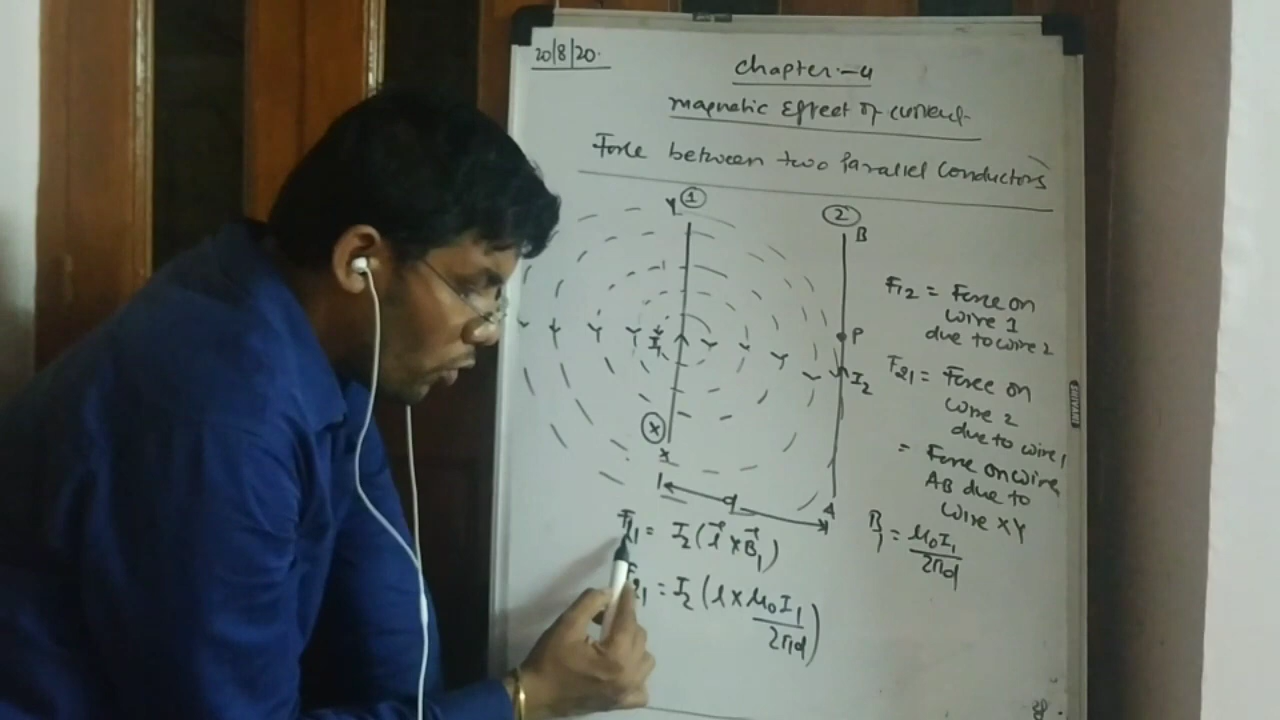 20/8/20.
Chapter:-4
Magnetic Effect of current
Force between two Parallel Conductors
Y ①
②
B
P
I₁
I₂
ⓧ
X
d
A
F₁₂ = Force on
wire 1
due to wire 2
F₂₁ = Force on
wire 2
due to wire 1
= Force on wire
AB due to
wire XY
B₁ = μ₀I₁
2πd
F₂₁ = I₂(l⃗ × B⃗₁)
F₂₁ = I₂(l × μ₀I₁
2πd)